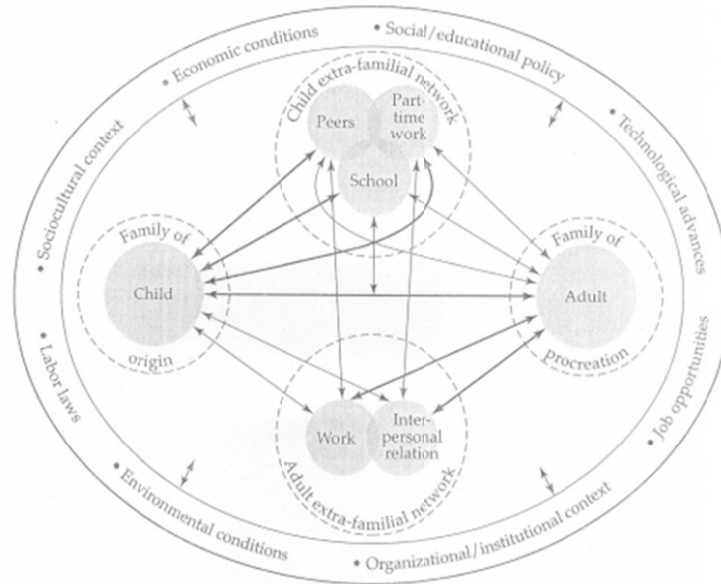 • Economic conditions
• Social/educational policy
• Sociocultural context
• Technological advances
Child extra-familial network
Peers
Part-
time
work
School
Family of
Child
origin
Family of
Adult
procreation
Work
Inter-
personal
relation
Adult extra-familial network
• Labor laws
• Job opportunities
• Environmental conditions
• Organizational/institutional context